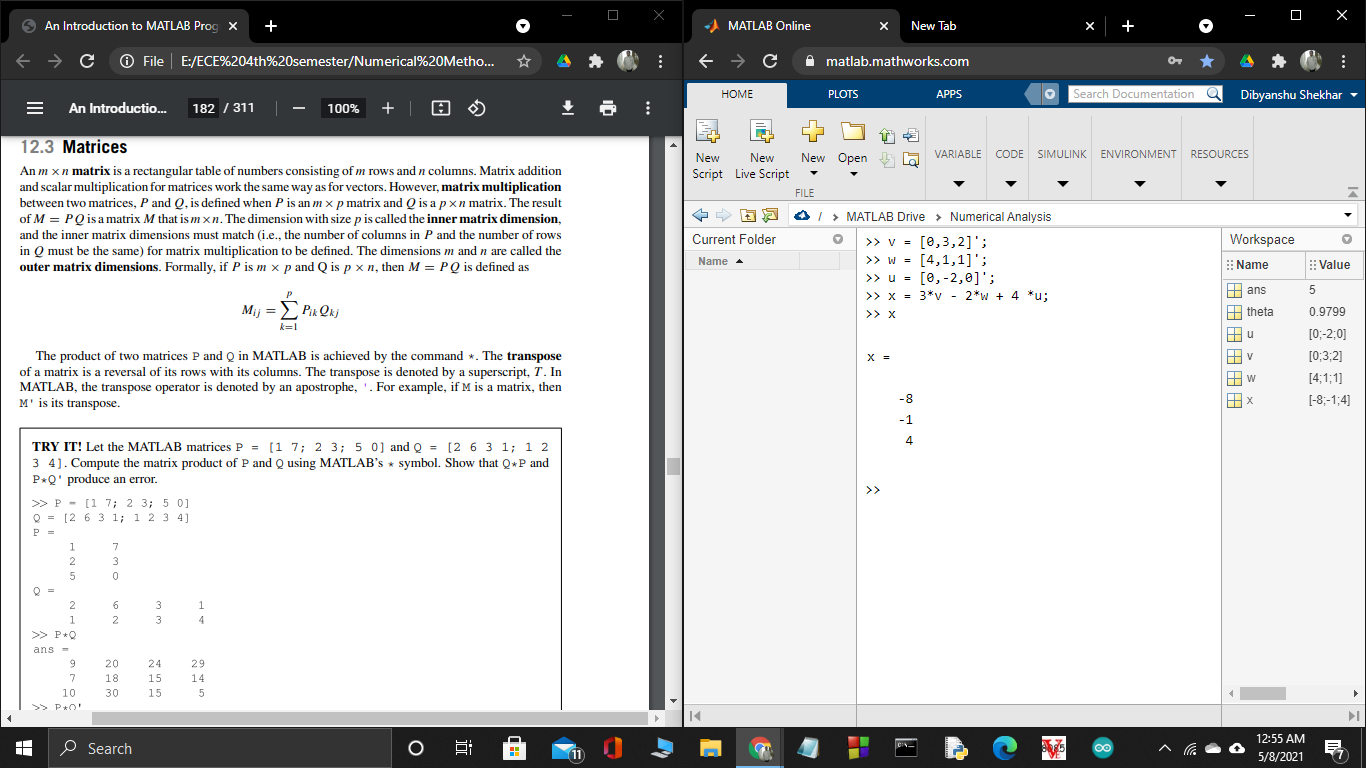 An Introduction to MATLAB Prog
File
E:/ECE%204th%20semester/Numerical%20Metho...
An Introductio...
182 / 311
100%
12.3 Matrices
An m × n matrix is a rectangular table of numbers consisting of m rows and n columns. Matrix addition
and scalar multiplication for matrices work the same way as for vectors. However, matrix multiplication
between two matrices, P and Q, is defined when P is an m × p matrix and Q is a p × n matrix. The result
of M = PQ is a matrix M that is m × n. The dimension with size p is called the inner matrix dimension,
and the inner matrix dimensions must match (i.e., the number of columns in P and the number of rows
in Q must be the same) for matrix multiplication to be defined. The dimensions m and n are called the
outer matrix dimensions. Formally, if P is m × p and Q is p × n, then M = PQ is defined as
p
Mij = ∑ Pik Qkj
k=1
The product of two matrices P and Q in MATLAB is achieved by the command *. The transpose
of a matrix is a reversal of its rows with its columns. The transpose is denoted by a superscript, T. In
MATLAB, the transpose operator is denoted by an apostrophe, '. For example, if M is a matrix, then
M' is its transpose.
TRY IT! Let the MATLAB matrices P = [1 7; 2 3; 5 0] and Q = [2 6 3 1; 1 2
3 4]. Compute the matrix product of P and Q using MATLAB's * symbol. Show that Q*P and
P*Q' produce an error.
>> P = [1 7; 2 3; 5 0]
Q = [2 6 3 1; 1 2 3 4]
P =
1 7
2 3
5 0
Q =
2 6 3 1
1 2 3 4
>> P*Q
ans =
9 20 24 29
7 18 15 14
10 30 15 5
>> P*Q'
MATLAB Online
New Tab
matlab.mathworks.com
HOME
PLOTS
APPS
Search Documentation
Dibyanshu Shekhar
New Script
New Live Script
New
Open
FILE
VARIABLE
CODE
SIMULINK
ENVIRONMENT
RESOURCES
/ > MATLAB Drive > Numerical Analysis
Current Folder
Name
>> v = [0,3,2]';
>> w = [4,1,1]';
>> u = [0,-2,0]';
>> x = 3*v - 2*w + 4 *u;
>> x
x =
-8
-1
4
>>
Workspace
Name Value
ans 5
theta 0.9799
u [0;-2;0]
v [0;3;2]
w [4;1;1]
x [-8;-1;4]
Search
11
12:55 AM
5/8/2021
7